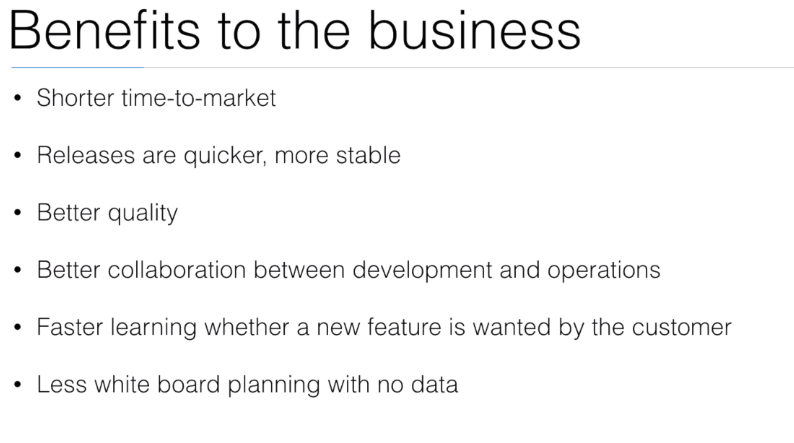 Benefits to the business
• Shorter time-to-market
• Releases are quicker, more stable
• Better quality
• Better collaboration between development and operations
• Faster learning whether a new feature is wanted by the customer
• Less white board planning with no data